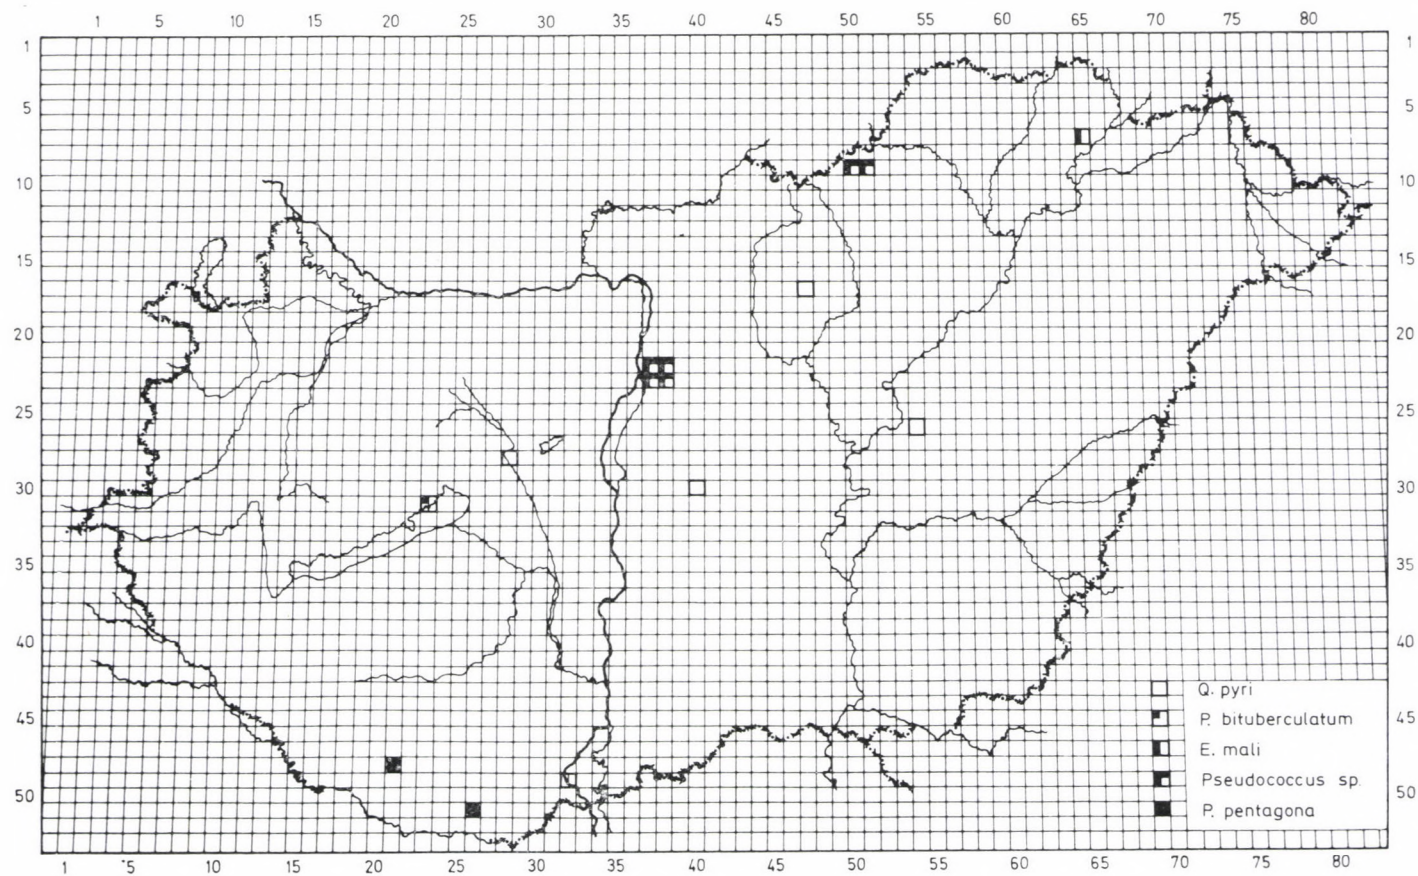 1 5 10 15 20 25 30 35 40 45 50 55 60 65 70 75 80
1 1
5 5
10 10
15 15
20 20
25 25
30 30
35 35
40 40
Q. pyri
45 P. bituberculatum 45
E. mali
Pseudococcus sp.
50 50
P. pentagona
1 5 10 15 20 25 30 35 40 45 50 55 60 65 70 75 80